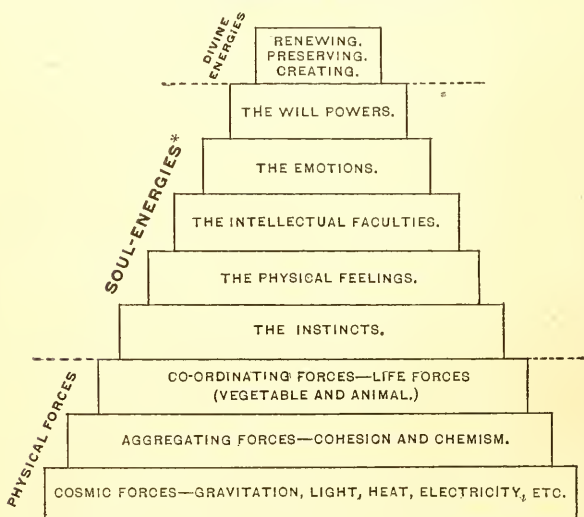 DIVINE
ENERGIES
RENEWING.
PRESERVING.
CREATING.
SOUL-ENERGIES*
THE WILL POWERS.
THE EMOTIONS.
THE INTELLECTUAL FACULTIES.
THE PHYSICAL FEELINGS.
THE INSTINCTS.
PHYSICAL FORCES
CO-ORDINATING FORCES—LIFE FORCES
(VEGETABLE AND ANIMAL.)
AGGREGATING FORCES—COHESION AND CHEMISM.
COSMIC FORCES—GRAVITATION, LIGHT, HEAT, ELECTRICITY, ETC.